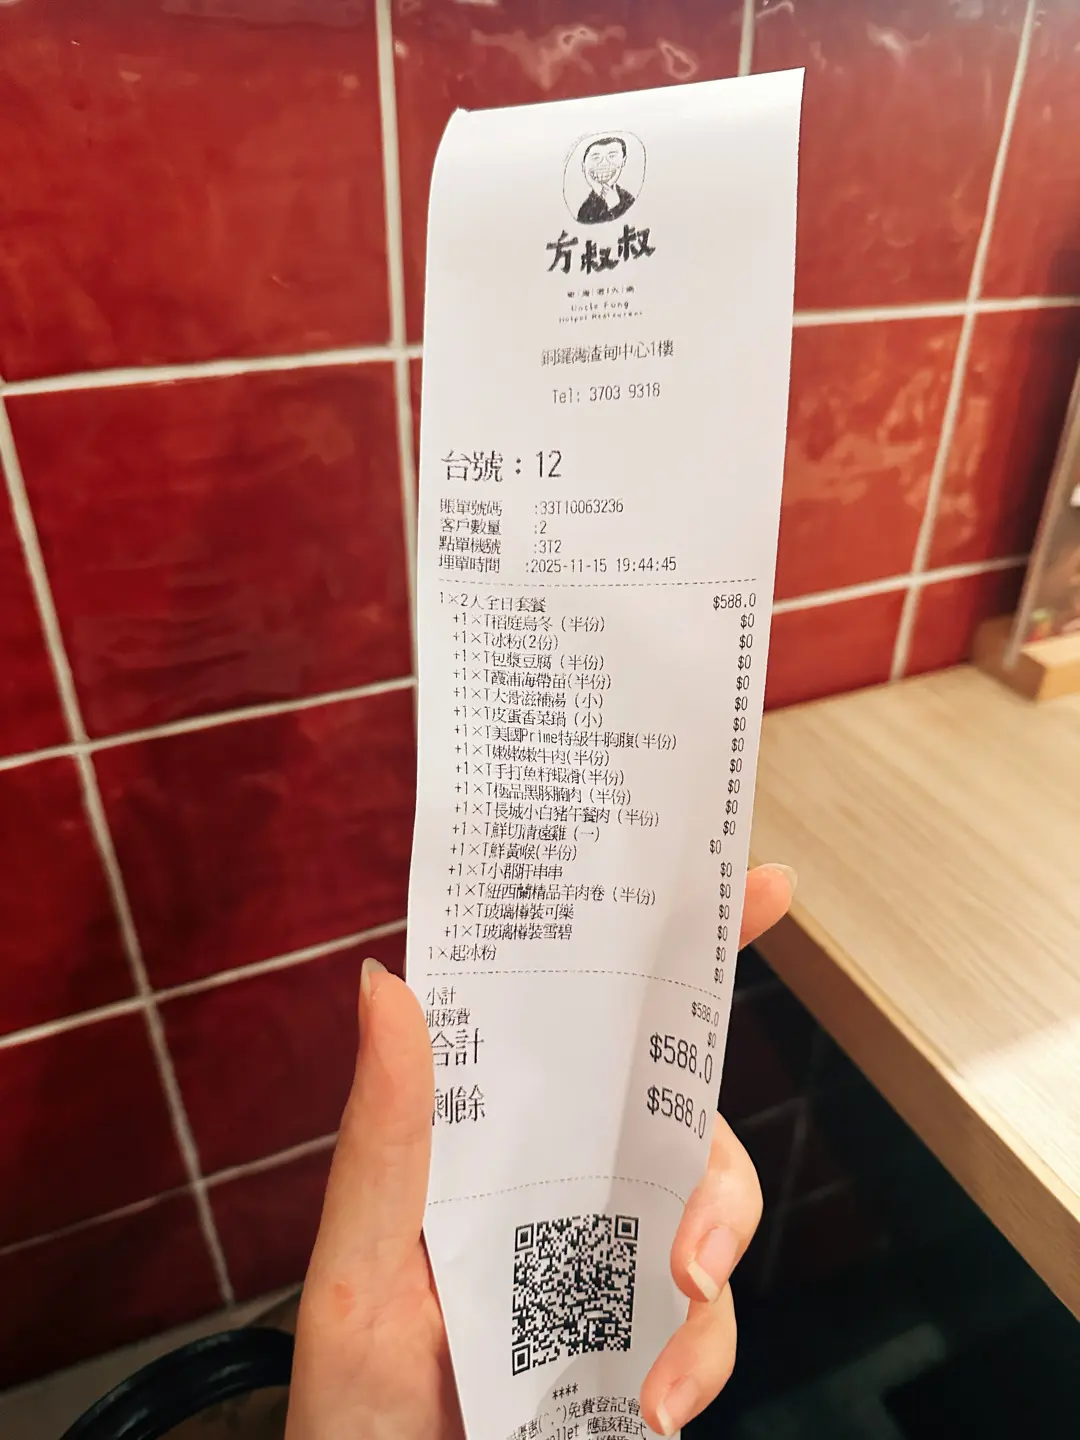 方叔叔
Uncle Fong
Hotpot Restaurant
銅鑼灣渣甸中心1樓
Tel: 3703 9318
台號：12
賬單號碼 :33T10063236
客戶數量 :2
點單機號 :3T2
埋單時間 :2025-11-15 19:44:45
1×2人全日套餐 $588.0
+1×T稻庭烏冬（半份） $0
+1×T冰粉(2份) $0
+1×T包漿豆腐（半份） $0
+1×T霞浦海帶苗(半份) $0
+1×T大骨滋補湯（小） $0
+1×T皮蛋香菜鍋（小） $0
+1×T美國Prime特級牛胸腹(半份) $0
+1×T嫩嫩嫩牛肉(半份) $0
+1×T手打魚籽蝦滑(半份) $0
+1×T極品黑豚腩肉（半份） $0
+1×T長城小白豬午餐肉（半份） $0
+1×T鮮切清遠雞（一） $0
+1×T鮮黃喉(半份) $0
+1×T小郡肝串串 $0
+1×T紐西蘭精品羊肉卷（半份） $0
+1×T玻璃樽裝可樂 $0
+1×T玻璃樽裝雪碧 $0
1×超冰粉 $0
小計 $588.0
服務費 $0
合計 $588.0
剩餘 $588.0
****
優惠(^.^)免費登記會
ollet 應該程式